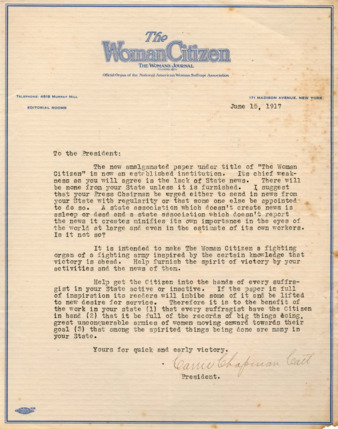 The
Woman Citizen
THE WOMAN'S JOURNAL
Official Organ of the National American Woman Suffrage Association
TELEPHONE 4818 MURRAY HILL
171 MADISON AVENUE, NEW YORK
EDITORIAL ROOMS
June 15, 1917
To the President:
The now amalgamated paper under title of "The Woman
Citizen" is now an established institution. Its chief weak-
ness as you will agree is the lack of State news. There will
be none from your State unless it is furnished. I suggest
that your Press Chairman be urged either to send in news from
your State with regularity or that some one else be appointed
to do so. A state association which doesn't create news is
asleep or dead and a state association which doesn't report
the news it creates minifies its own importance in the eyes of
the world at large and even in the estimate of its own workers.
Is it not so?
It is intended to make The Woman Citizen a fighting
organ of a fighting army inspired by the certain knowledge that
victory is ahead. Help furnish the spirit of victory by your
activities and the news of them.
Help get the Citizen into the hands of every suffra-
gist in your State active or inactive. If the paper is full
of inspiration its readers will imbibe some of it and be lifted
to new desire for service. Therefore it is to the benefit of
the work in your state (1) that every suffragist have the Citizen
in hand (2) that it be full of the records of big things doing,
great unconquerable armies of women moving onward towards their
goal (3) that among the spirited things being done are many in
your State.
Yours for quick and early victory,
Carrie Chapman Catt
President.